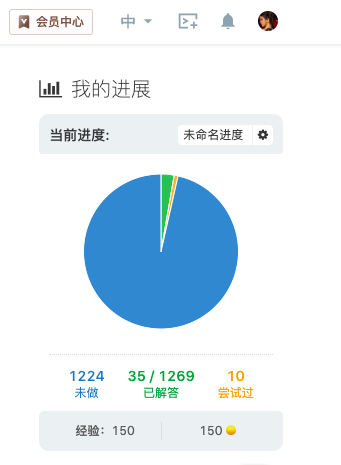 会员中心 中
我的进展
当前进度: 未命名进度
1224 35 / 1269 10
未做 已解答 尝试过
经验: 150 150